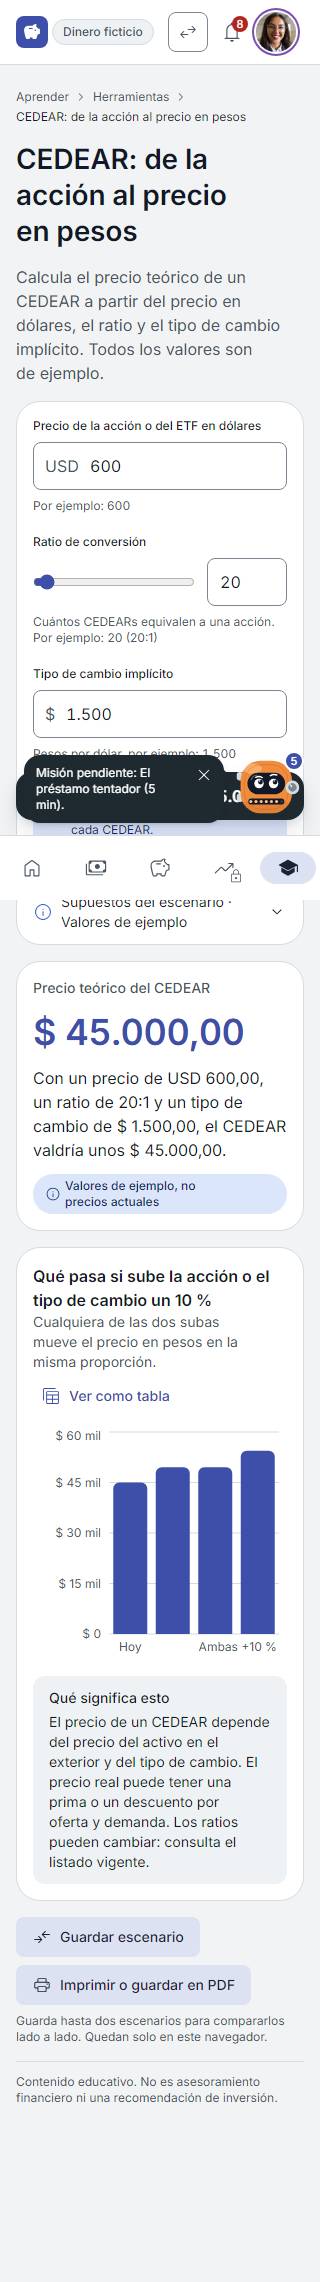 Dinero ficticio
8
Aprender
Herramientas
CEDEAR: de la acción al precio en pesos
CEDEAR: de la
acción al precio
en pesos
Calcula el precio teórico de un
CEDEAR a partir del precio en
dólares, el ratio y el tipo de cambio
implícito. Todos los valores son
de ejemplo.
Precio de la acción o del ETF en dólares
USD 600
Por ejemplo: 600
Ratio de conversión
20
Cuántos CEDEARs equivalen a una acción.
Por ejemplo: 20 (20:1)
Tipo de cambio implícito
$ 1.500
Pesos por dólar, por ejemplo: 1.500
Misión pendiente: El
préstamo tentador (5
min).
5
cada CEDEAR.
Supuestos del escenario ·
Valores de ejemplo
Precio teórico del CEDEAR
$ 45.000,00
Con un precio de USD 600,00,
un ratio de 20:1 y un tipo de
cambio de $ 1.500,00, el CEDEAR
valdría unos $ 45.000,00.
Valores de ejemplo, no
precios actuales
Qué pasa si sube la acción o el
tipo de cambio un 10 %
Cualquiera de las dos subas
mueve el precio en pesos en la
misma proporción.
Ver como tabla
$ 60 mil
$ 45 mil
$ 30 mil
$ 15 mil
$ 0
Hoy
Ambas +10 %
Qué significa esto
El precio de un CEDEAR depende
del precio del activo en el
exterior y del tipo de cambio. El
precio real puede tener una
prima o un descuento por
oferta y demanda. Los ratios
pueden cambiar: consulta el
listado vigente.
Guardar escenario
Imprimir o guardar en PDF
Guarda hasta dos escenarios para compararlos
lado a lado. Quedan solo en este navegador.
Contenido educativo. No es asesoramiento
financiero ni una recomendación de inversión.